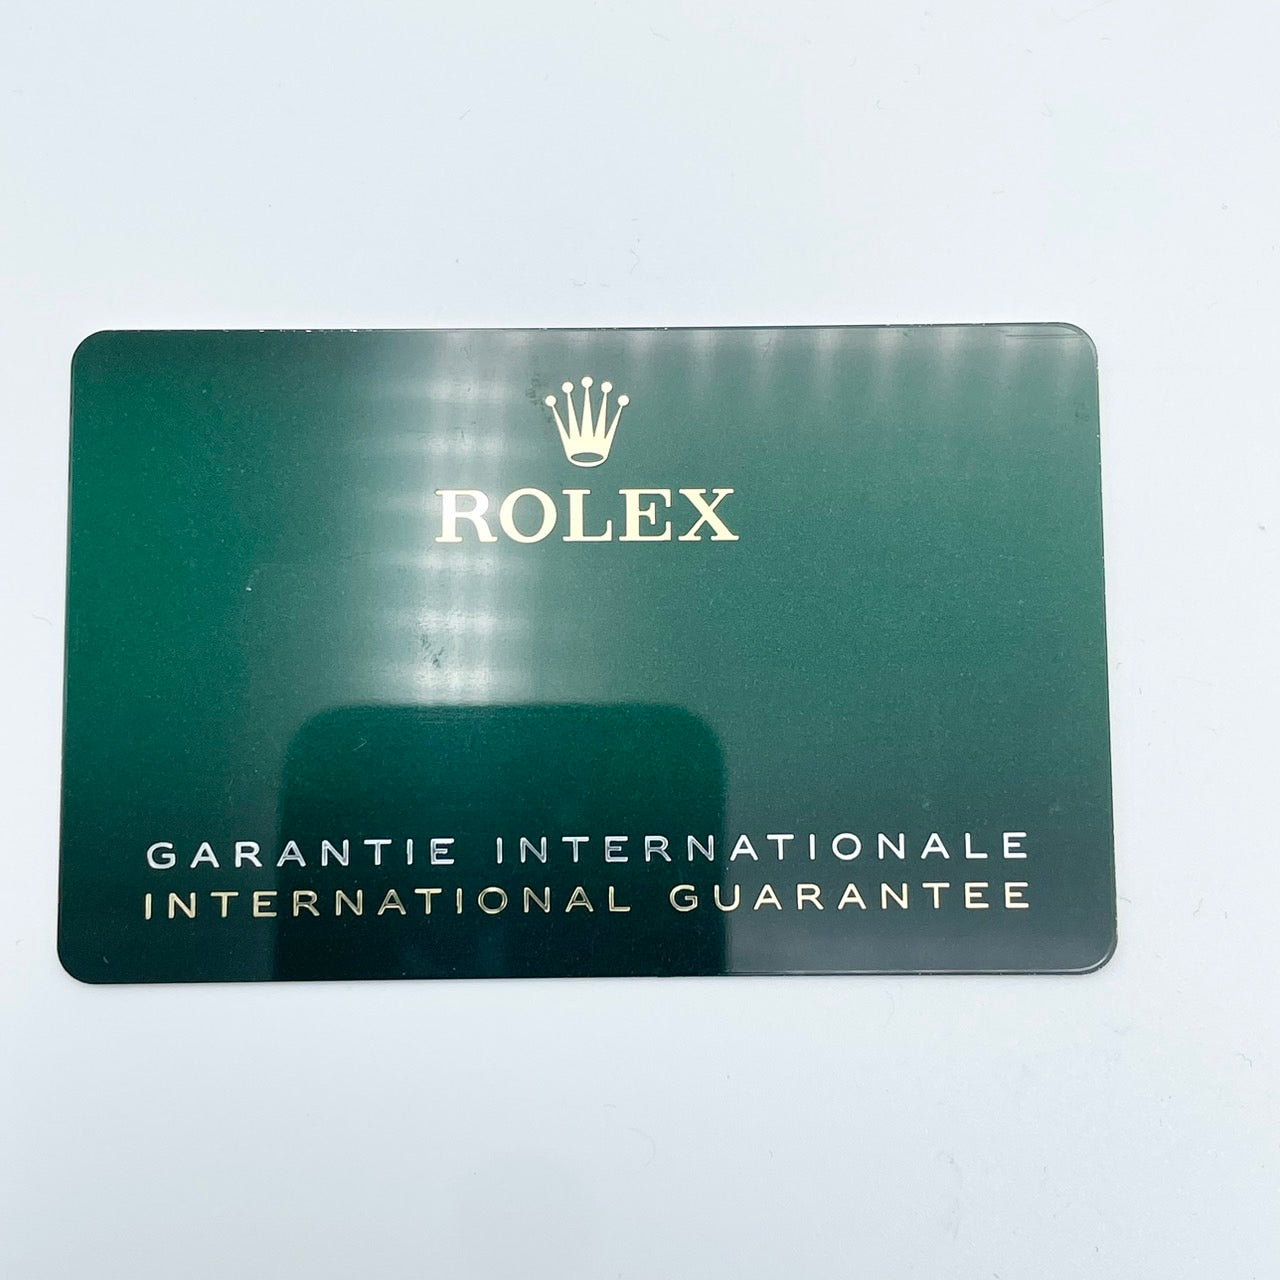 ROLEX
GARANTIE INTERNATIONALE
INTERNATIONAL GUARANTEE